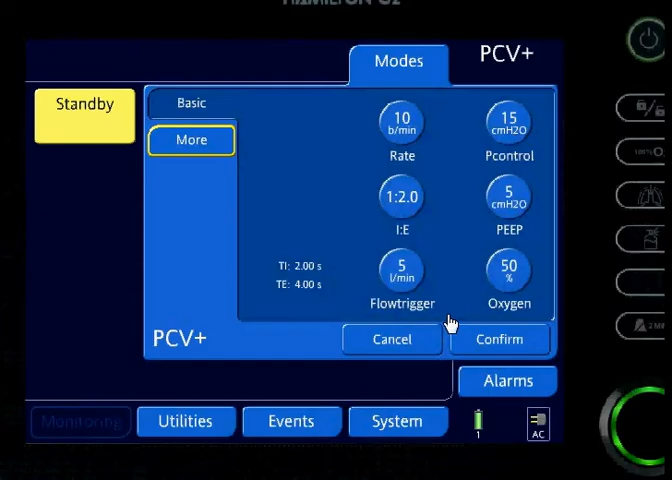 HAMILTON C2
Modes
PCV+
Standby
Basic
More
10
b/min
Rate
15
cmH2O
Pcontrol
1:2.0
I:E
5
cmH2O
PEEP
TI: 2.00 s
TE: 4.00 s
5
l/min
Flowtrigger
50
%
Oxygen
PCV+
Cancel
Confirm
Alarms
Monitoring
Utilities
Events
System
1
AC